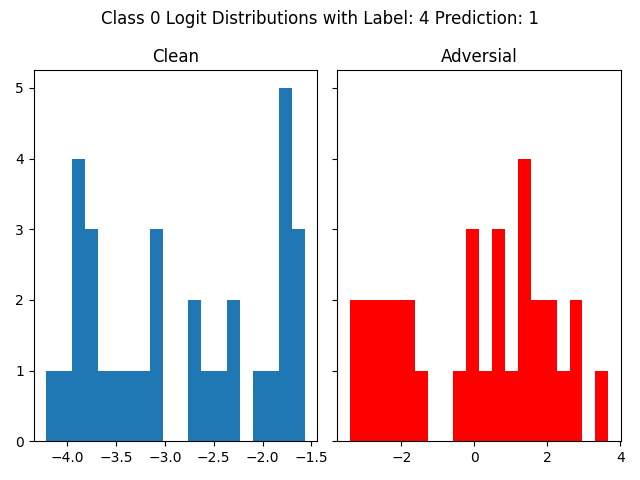 Class 0 Logit Distributions with Label: 4 Prediction: 1
Clean
Adversial
5
4
3
2
1
0
−4.0 −3.5 −3.0 −2.5 −2.0 −1.5
−2 0 2 4